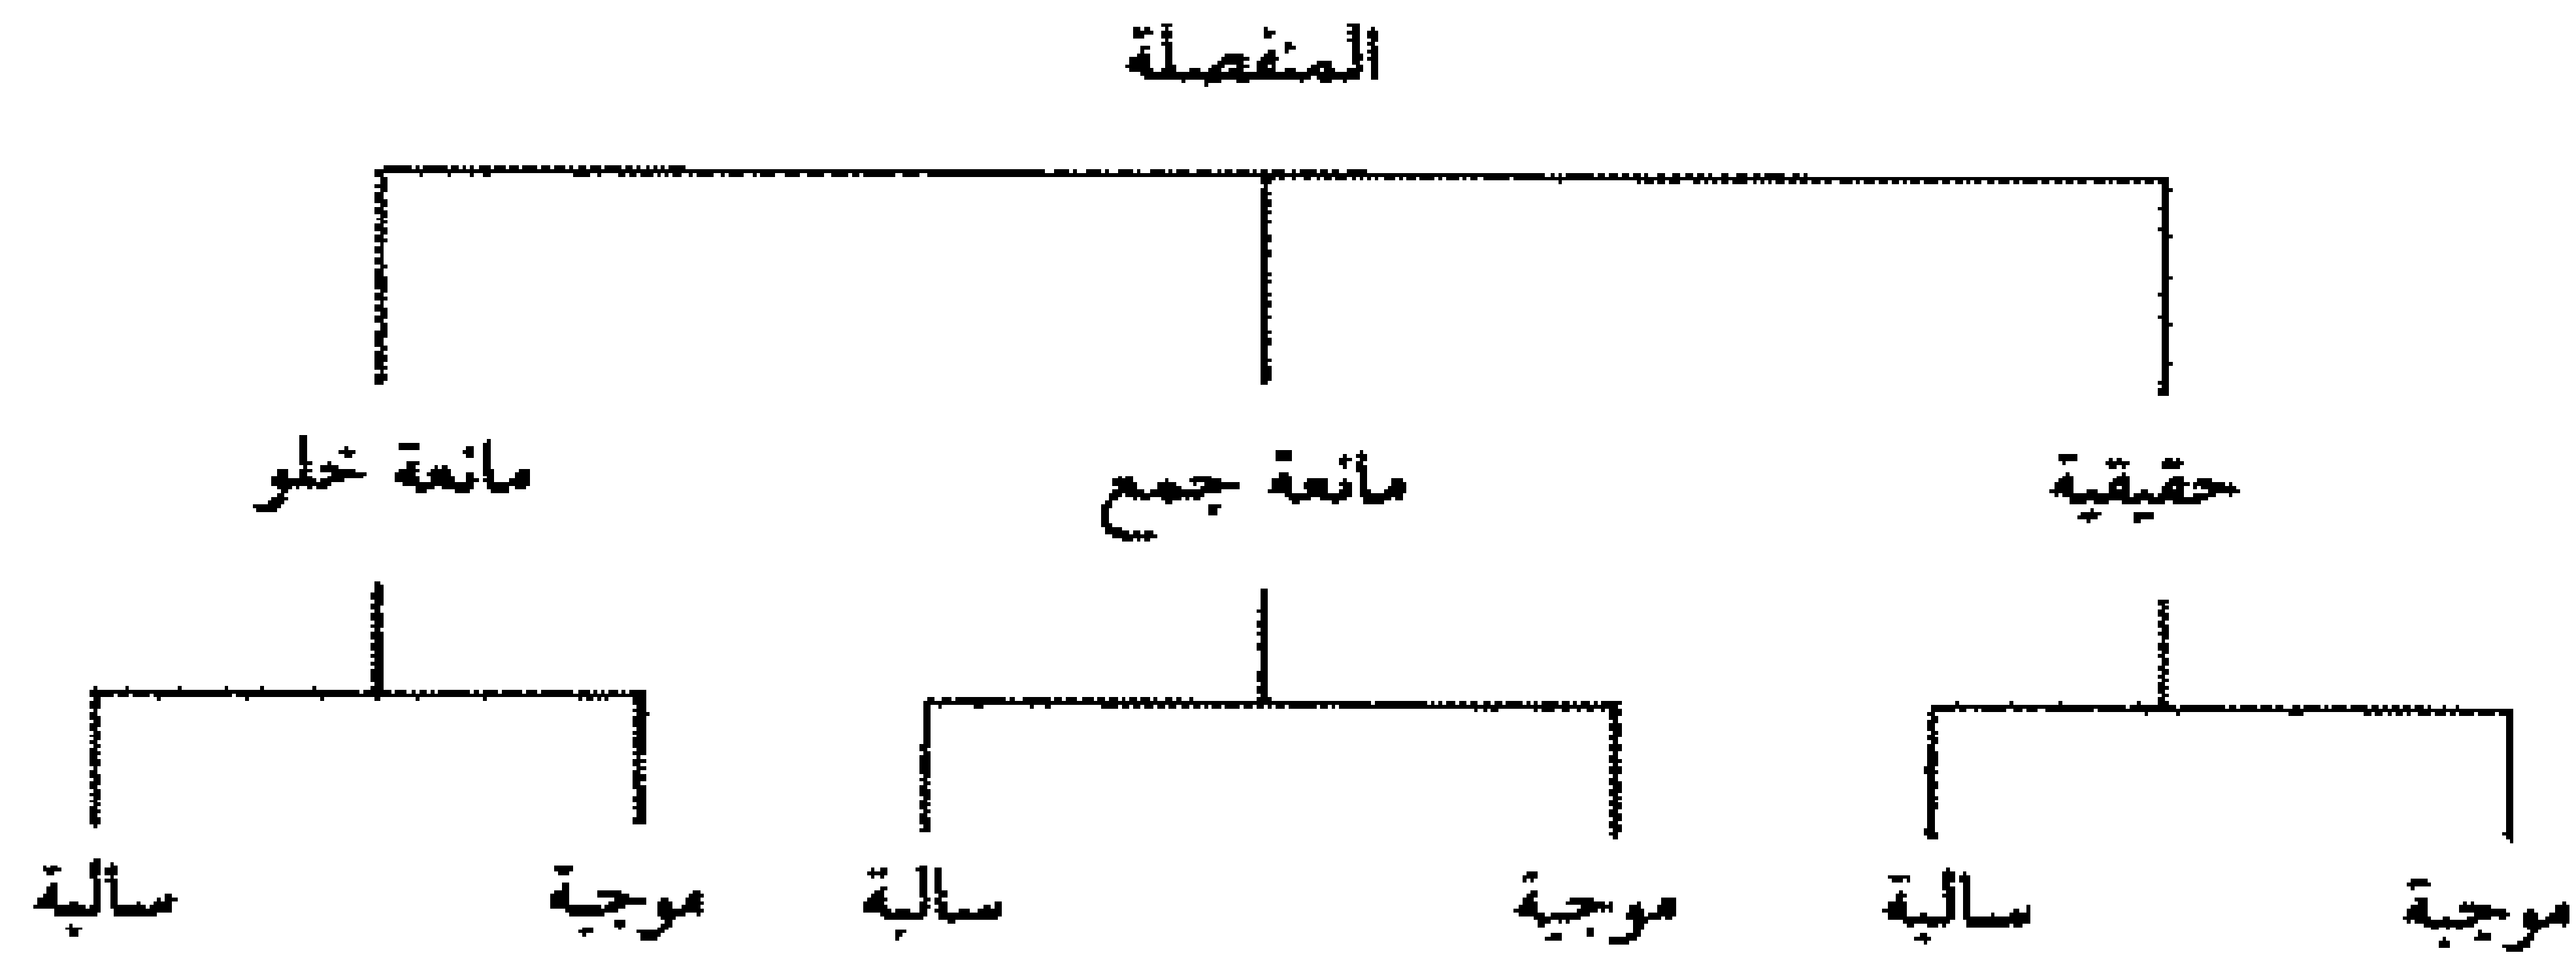 المنفصلة
حقيقية مانعة جمع مانعة خلو
موجبة سالبة موجبة سالبة موجبة سالبة